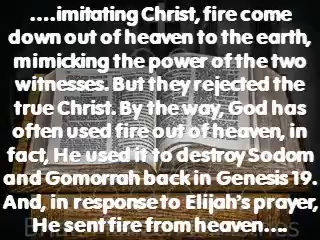 ....imitating Christ, fire come
down out of heaven to the earth,
mimicking the power of the two
witnesses. But they rejected the
true Christ. By the way, God has
often used fire out of heaven, in
fact, He used it to destroy Sodom
and Gomorrah back in Genesis 19.
And, in response to Elijah's prayer,
He sent fire from heaven....